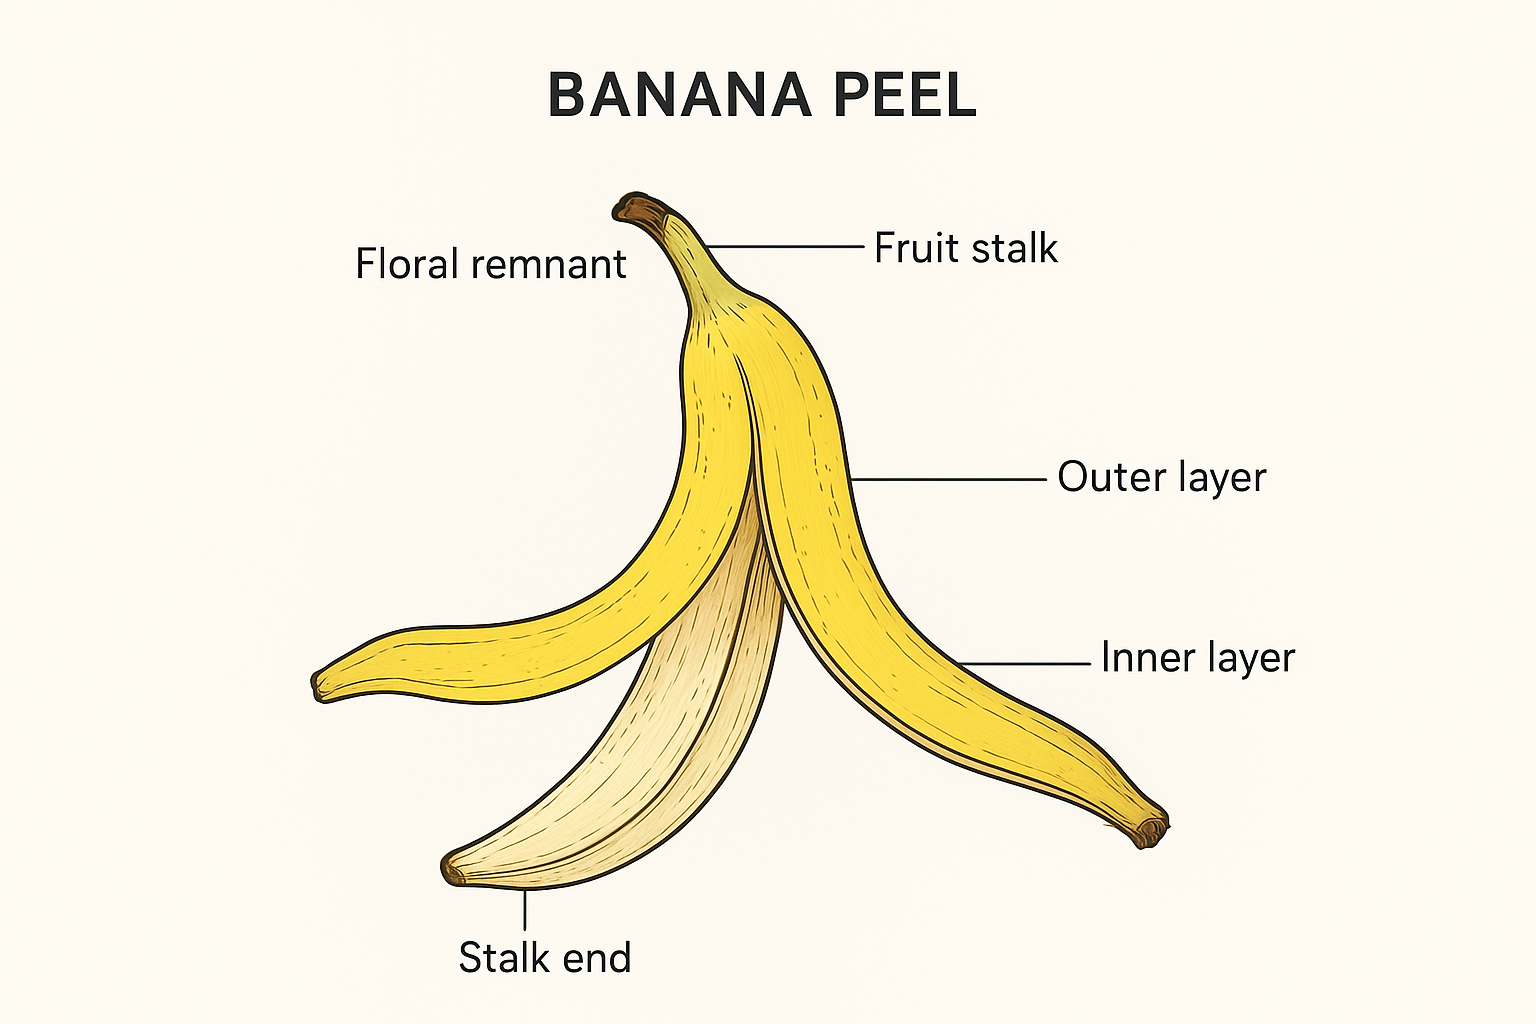 BANANA PEEL
Floral remnant
Fruit stalk
Outer layer
Inner layer
Stalk end